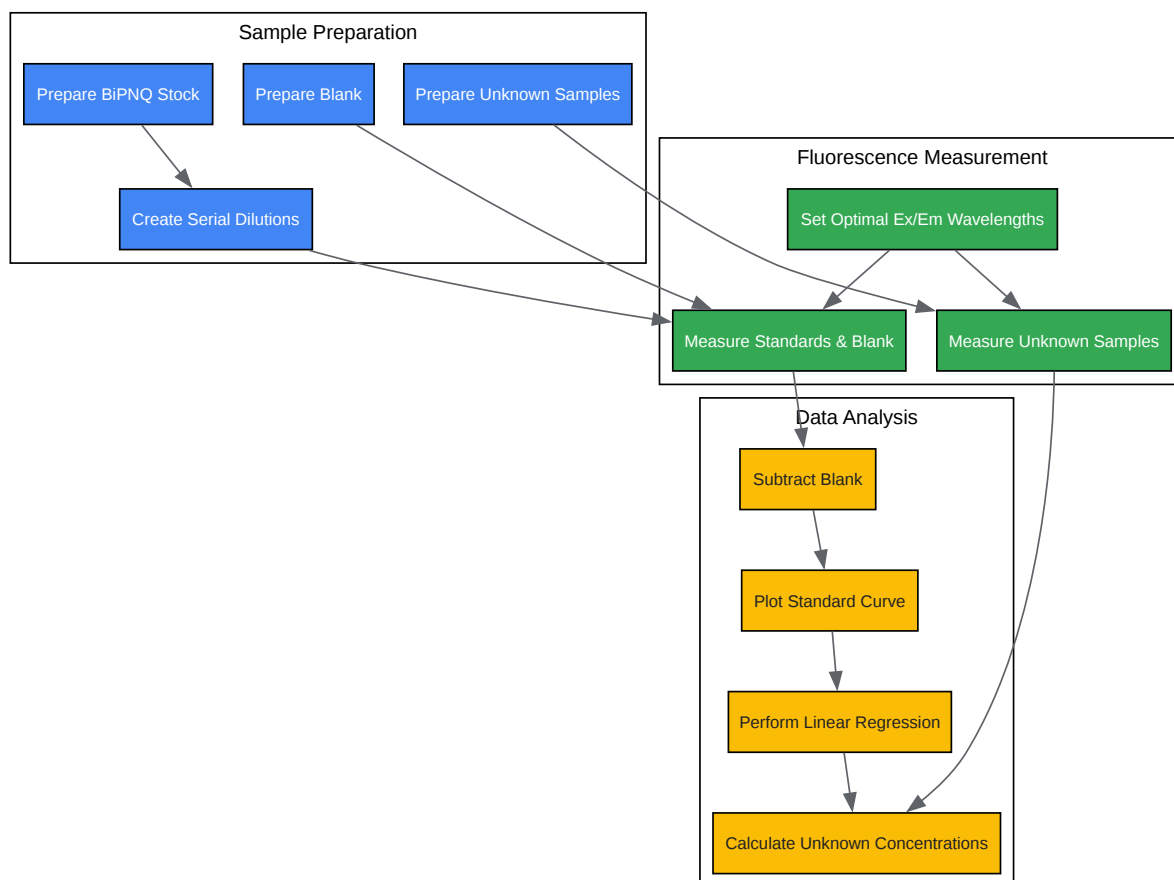 Sample Preparation
Prepare BiPNQ Stock
Prepare Blank
Prepare Unknown Samples
Create Serial Dilutions
Fluorescence Measurement
Set Optimal Ex/Em Wavelengths
Measure Standards & Blank
Measure Unknown Samples
Data Analysis
Subtract Blank
Plot Standard Curve
Perform Linear Regression
Calculate Unknown Concentrations